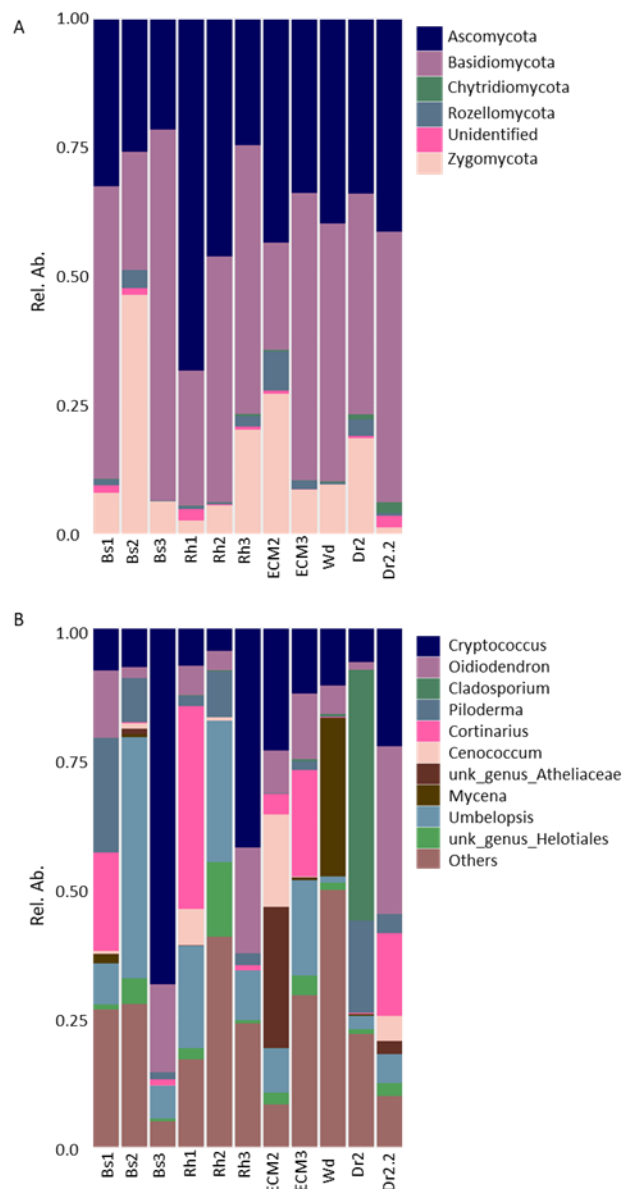 A
1.00
0.75
0.50
0.25
0.0
Rel. Ab.
Ascomycota
Basidiomycota
Chytridiomycota
Rozellomycota
Unidentified
Zygomycota
Bs1
Bs2
Bs3
Rh1
Rh2
Rh3
ECM2
ECM3
Wd
Dr2
Dr2.2
B
1.00
0.75
0.50
0.25
0.0
Rel. Ab.
Cryptococcus
Oidiodendron
Cladosporium
Piloderma
Cortinarius
Cenococcum
unk_genus_Atheliaceae
Mycena
Umbelopsis
unk_genus_Helotiales
Others
Bs1
Bs2
Bs3
Rh1
Rh2
Rh3
ECM2
ECM3
Wd
Dr2
Dr2.2